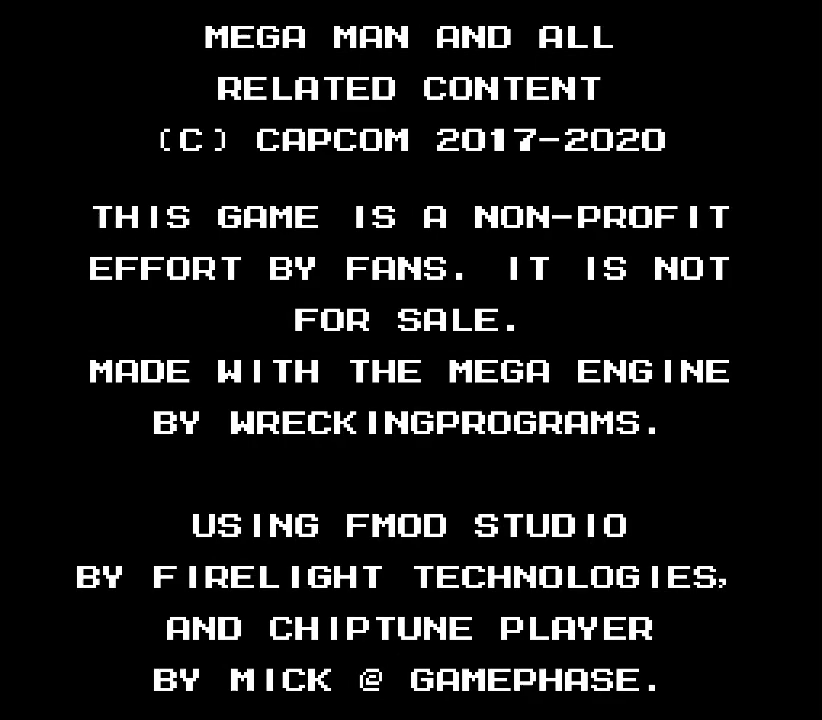 MEGA MAN AND ALL
RELATED CONTENT
(C) CAPCOM 2017-2020
THIS GAME IS A NON-PROFIT
EFFORT BY FANS. IT IS NOT
FOR SALE.
MADE WITH THE MEGA ENGINE
BY WRECKINGPROGRAMS.
USING FMOD STUDIO
BY FIRELIGHT TECHNOLOGIES,
AND CHIPTUNE PLAYER
BY MICK @ GAMEPHASE.